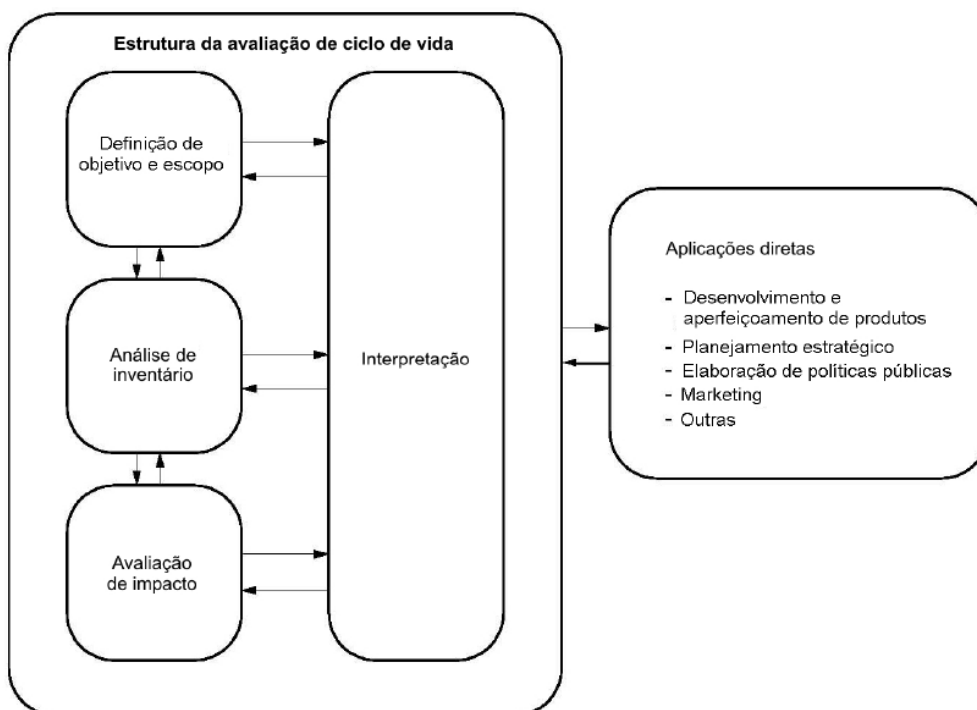 Estrutura da avaliação de ciclo de vida
Definição de
objetivo e escopo
Análise de
inventário
Avaliação
de impacto
Interpretação
Aplicações diretas
- Desenvolvimento e
aperfeiçoamento de produtos
- Planejamento estratégico
- Elaboração de políticas públicas
- Marketing
- Outras